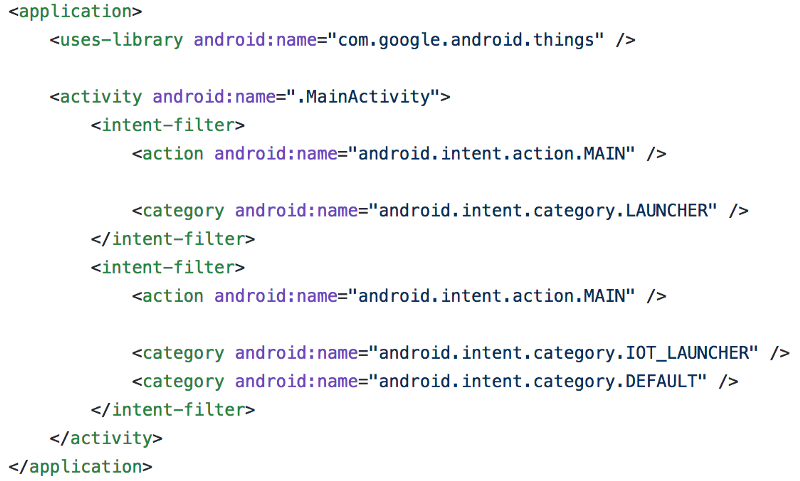 <application>
    <uses-library android:name="com.google.android.things" />

    <activity android:name=".MainActivity">
        <intent-filter>
            <action android:name="android.intent.action.MAIN" />

            <category android:name="android.intent.category.LAUNCHER" />
        </intent-filter>
        <intent-filter>
            <action android:name="android.intent.action.MAIN" />

            <category android:name="android.intent.category.IOT_LAUNCHER" />
            <category android:name="android.intent.category.DEFAULT" />
        </intent-filter>
    </activity>
</application>